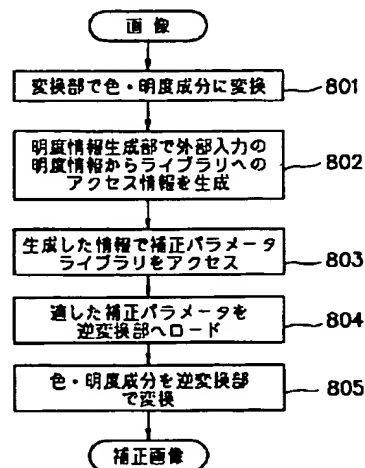 画像
変換部で色・明度成分に変換
801
明度情報生成部で外部入力の
明度情報からライブラリへの
アクセス情報を生成
802
生成した情報で補正パラメータ
ライブラリをアクセス
803
適した補正パラメータを
逆変換部へロード
804
色・明度成分を逆変換部
で変換
805
補正画像